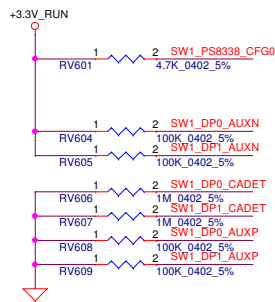 +3.3V_RUN
1 2 SW1_PS8338_CFG0
RV601 4.7K_0402_5%
1 2 SW1_DP0_AUXN
RV604 100K_0402_5%
1 2 SW1_DP1_AUXN
RV605 100K_0402_5%
1 2 SW1_DP0_CADET
RV606 1M_0402_5%
1 2 SW1_DP1_CADET
RV607 1M_0402_5%
1 2 SW1_DP0_AUXP
RV608 100K_0402_5%
1 2 SW1_DP1_AUXP
RV609 100K_0402_5%